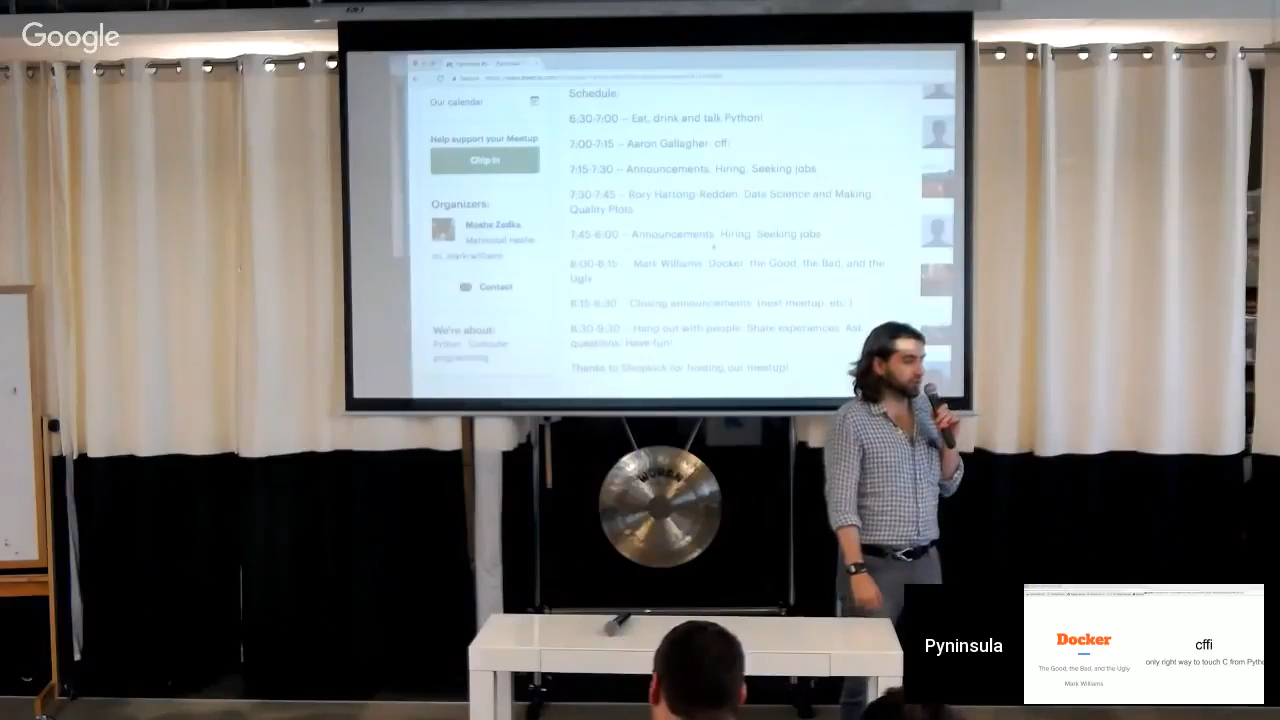 Google
Our calendar
Help support your Meetup
Chip in
Organizers:
Moshe Zadka
Contact
We're about:
Python Computer
programming
Schedule:
6:30-7:00 – Eat, drink and talk Python!
7:00-7:15 – Aaron Gallagher: cffi
7:15-7:30 – Announcements, Hiring, Seeking jobs
7:30-7:45 – Rory Hartong-Redden: Data Science and Making
Quality Plots
7:45-8:00 – Announcements, Hiring, Seeking jobs
8:00-8:15 Mark Williams: Docker: the Good, the Bad, and the
Ugly
8:15-8:30 Closing announcements (next meetup, etc.)
8:30-9:30 – Hang out with people. Share experiences. Ask
questions. Have fun!
Thanks to for hosting our meetup!
Pyninsula
Docker
The Good, the Bad, and the Ugly
Mark Williams
cffi
only right way to touch C from Pytho